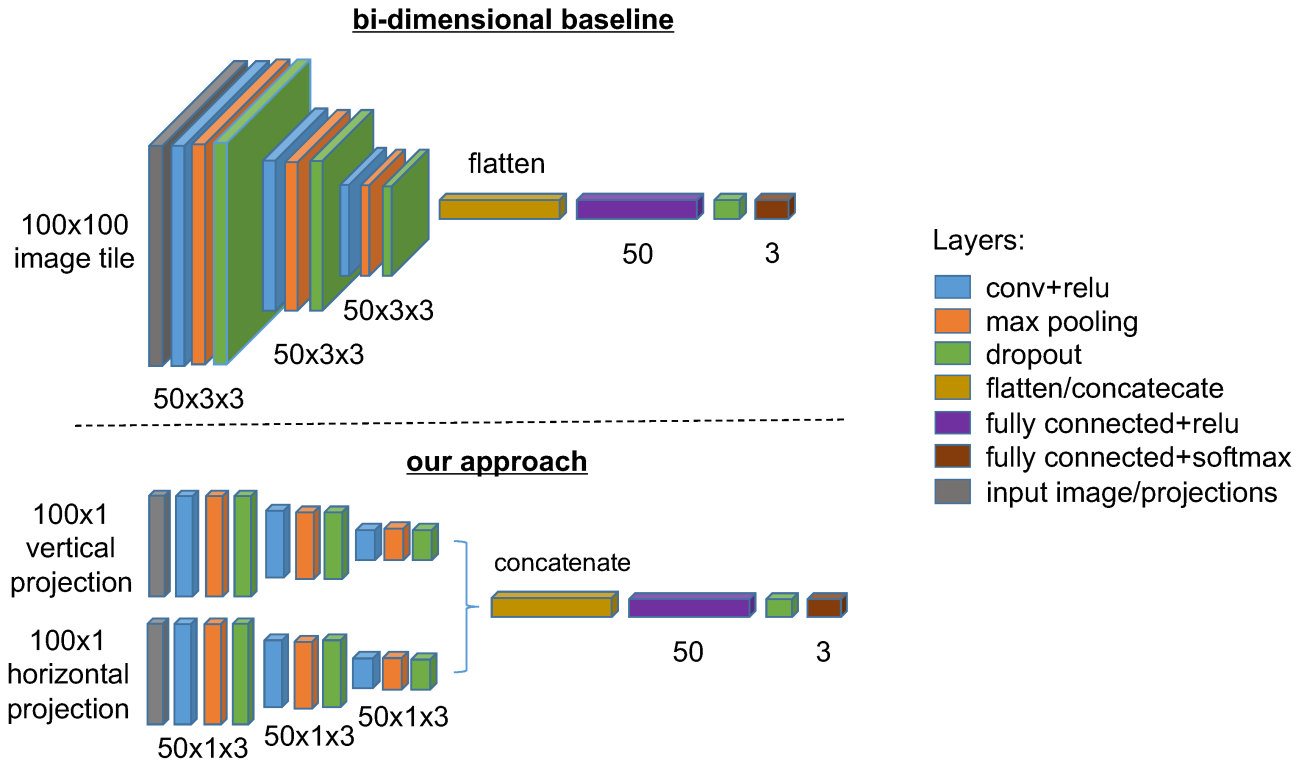 bi-dimensional baseline
100x100
image tile
flatten
50
3
50x3x3
50x3x3
50x3x3
our approach
100x1
vertical
projection
100x1
horizontal
projection
concatenate
50
3
50x1x3
50x1x3
50x1x3
Layers:
conv+relu
max pooling
dropout
flatten/concatecate
fully connected+relu
fully connected+softmax
input image/projections